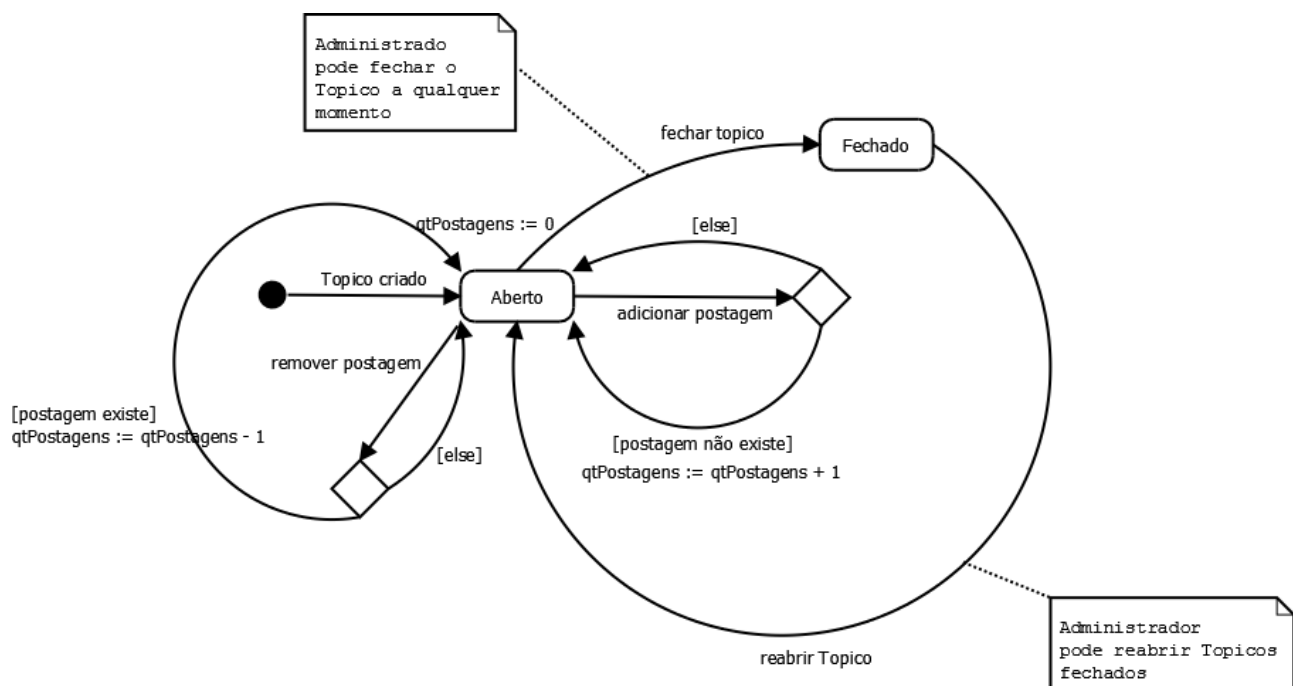 Administrado
pode fechar o
Topico a qualquer
momento
fechar topico
Fechado
qtPostagens := 0
[else]
Topico criado
Aberto
adicionar postagem
remover postagem
[postagem existe]
qtPostagens := qtPostagens - 1
[else]
[postagem não existe]
qtPostagens := qtPostagens + 1
reabrir Topico
Administrador
pode reabrir Topicos
fechados